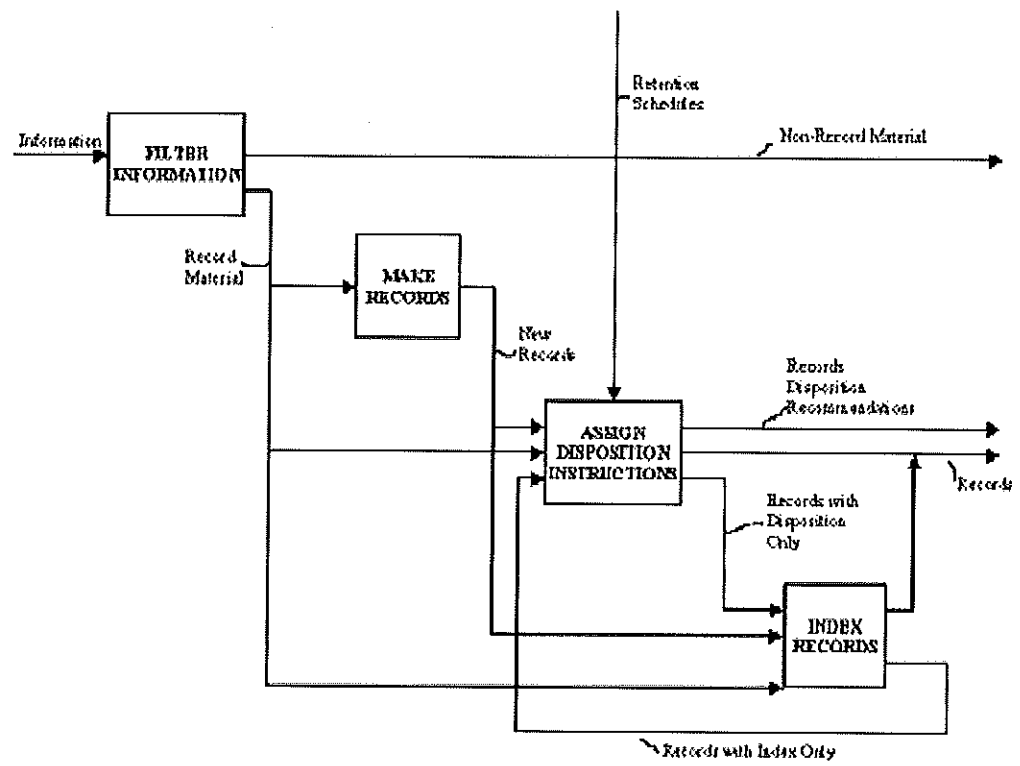 Retention
Schedules
Information
FILTER
INFORMATION
Non-Record Material
Record
Material
MAKE
RECORDS
New
Records
Records
Disposition
Recommendations
ASSIGN
DISPOSITION
INSTRUCTIONS
Records
Records with
Disposition
Only
INDEX
RECORDS
Records with Index Only